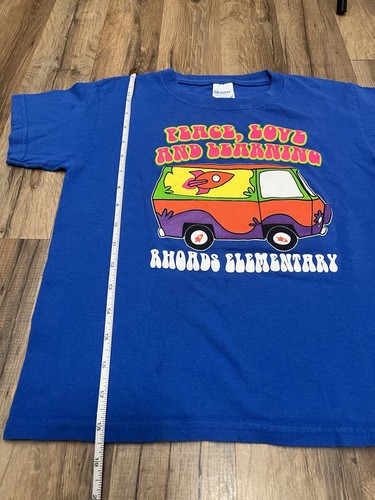 PEACE, LOVE
AND LEARNING
RHOADS ELEMENTARY